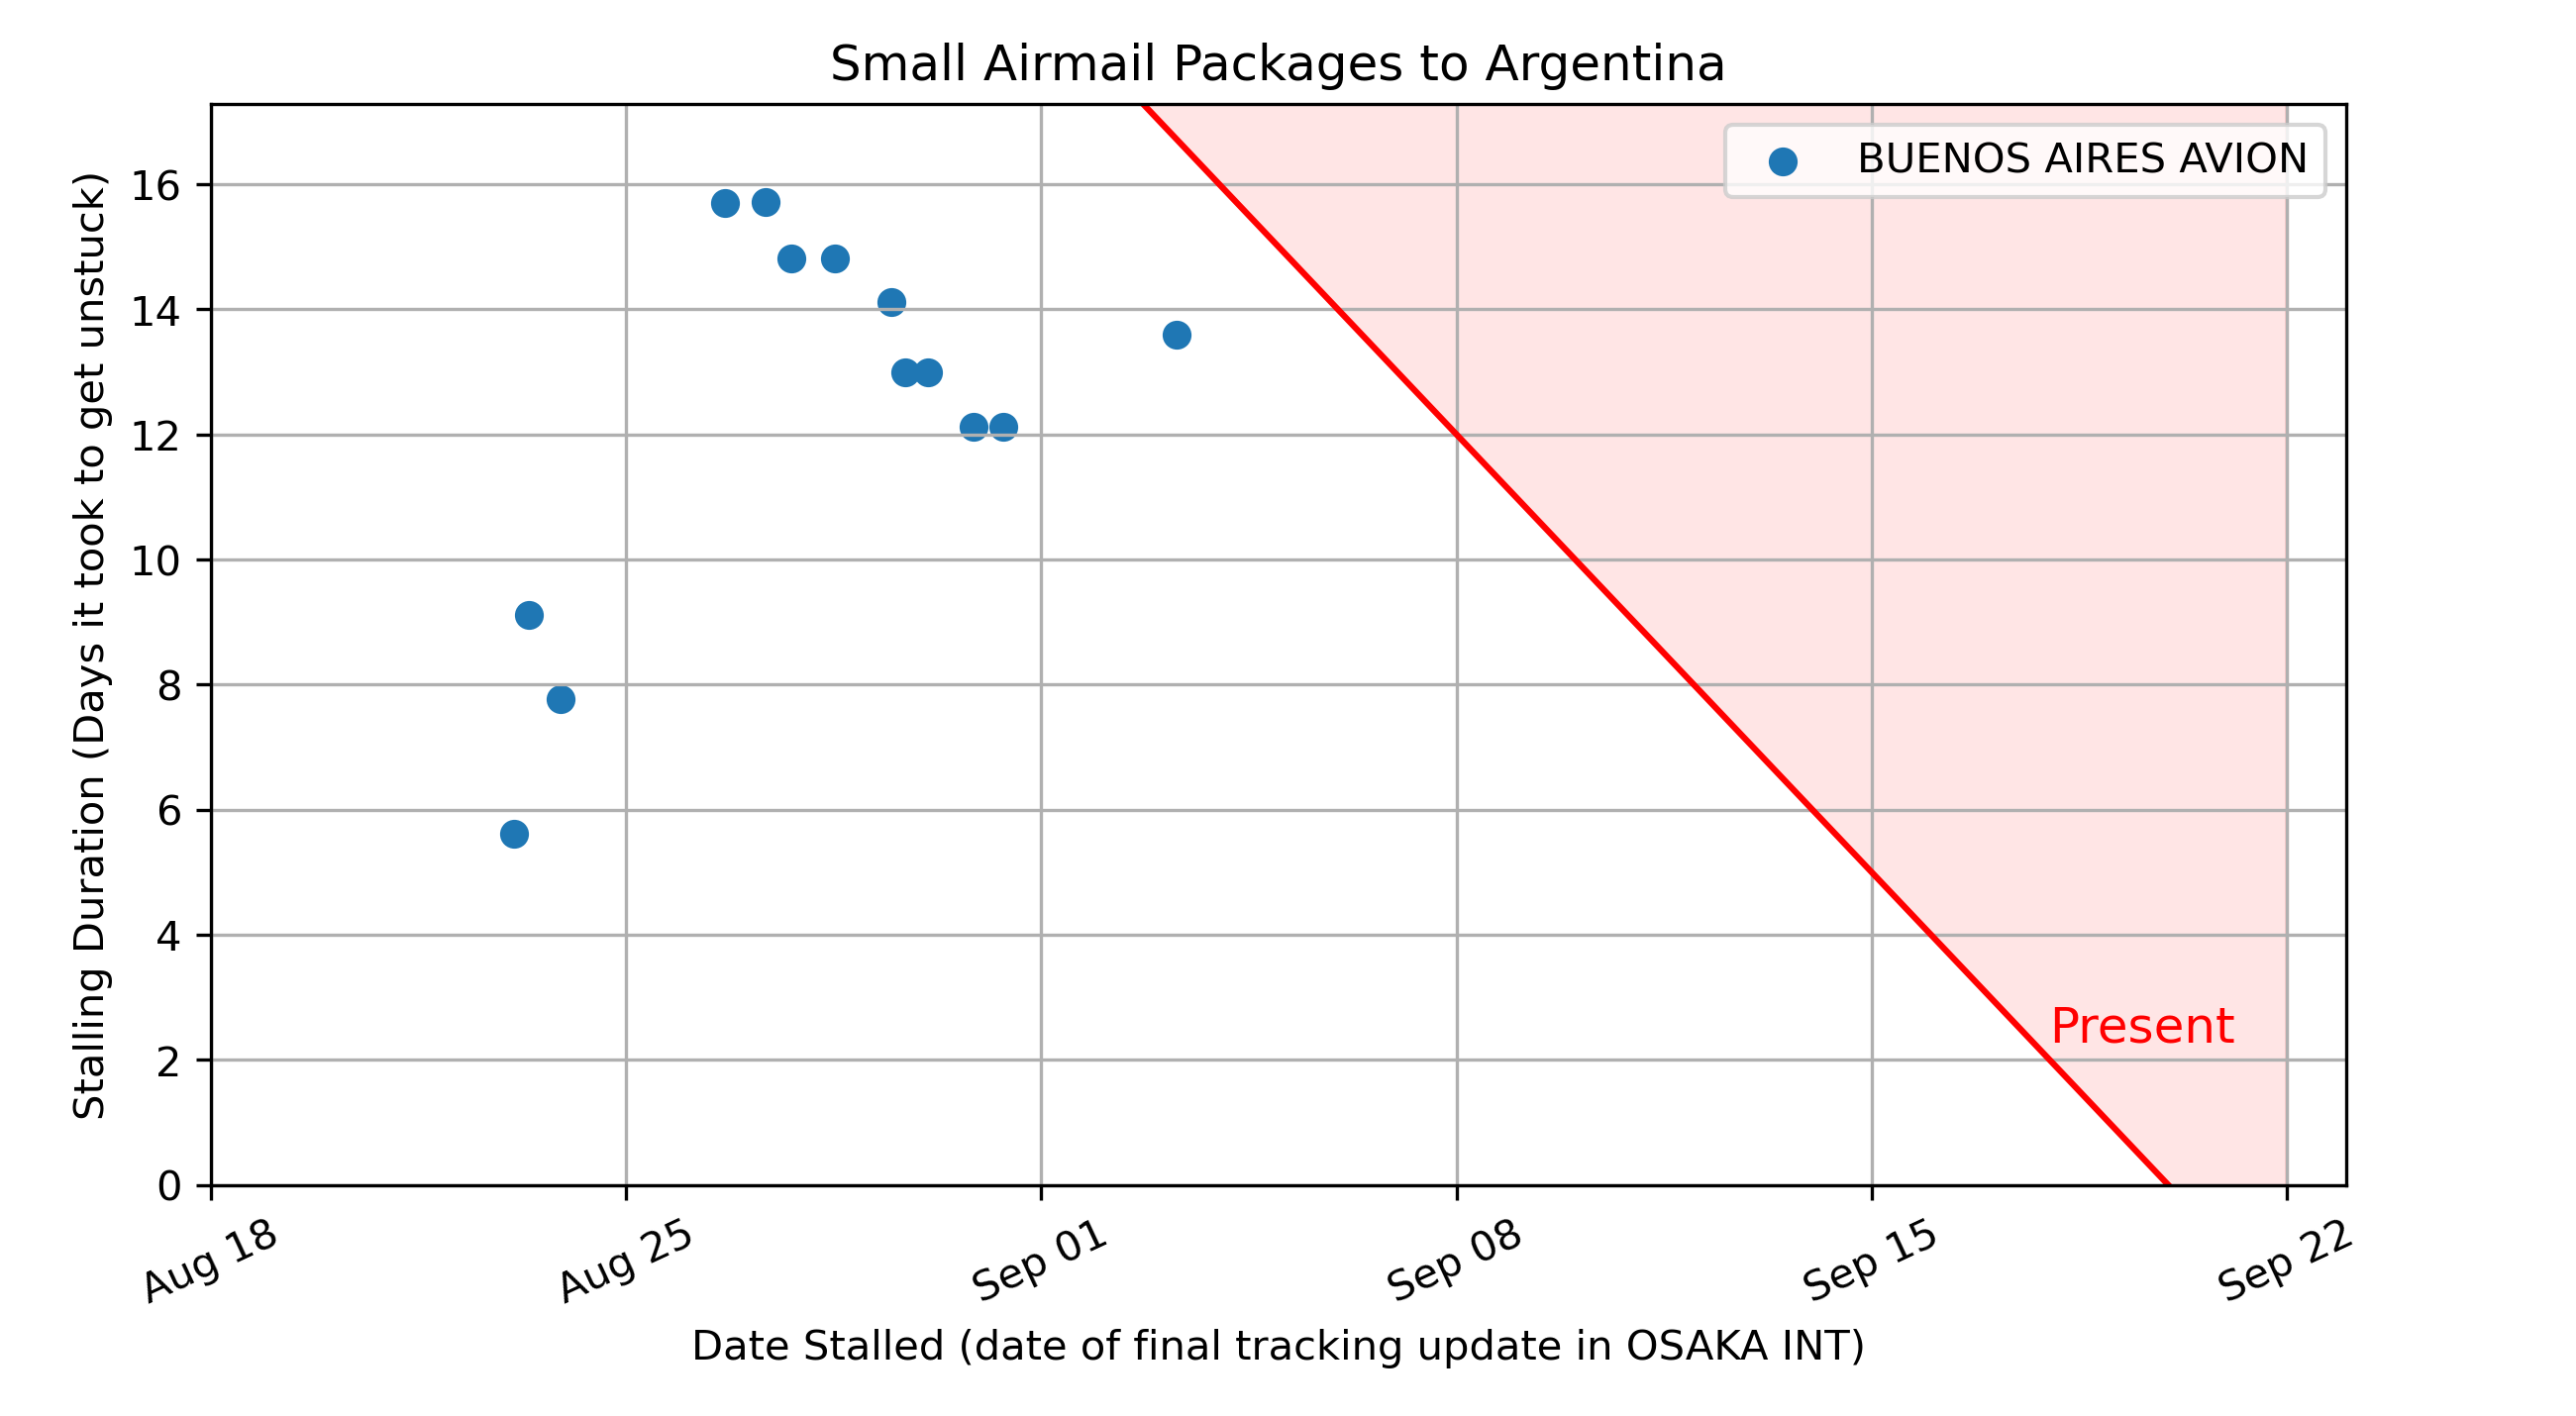 Small Airmail Packages to Argentina
BUENOS AIRES AVION
Stalling Duration (Days it took to get unstuck)
16
14
12
10
8
6
4
2
0
Present
Aug 18
Aug 25
Sep 01
Sep 08
Sep 15
Sep 22
Date Stalled (date of final tracking update in OSAKA INT)